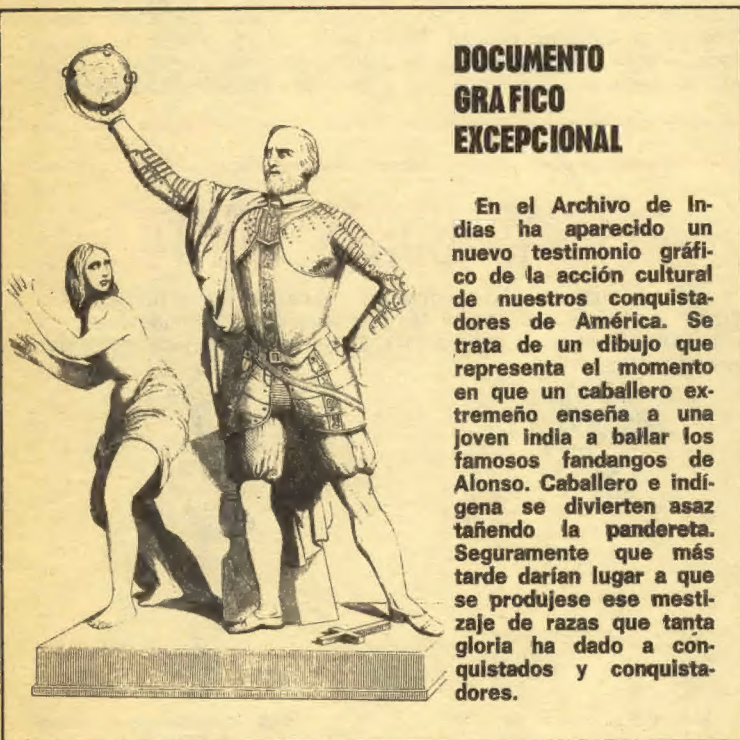 DOCUMENTO
GRAFICO
EXCEPCIONAL
En el Archivo de In-
dias ha aparecido un
nuevo testimonio gráfi-
co de la acción cultural
de nuestros conquista-
dores de América. Se
trata de un dibujo que
representa el momento
en que un caballero ex-
tremeño enseña a una
joven india a bailar los
famosos fandangos de
Alonso. Caballero e indí-
gena se divierten asaz
tañendo la pandereta.
Seguramente que más
tarde darían lugar a que
se produjese ese mesti-
zaje de razas que tanta
gloria ha dado a con-
quistados y conquista-
dores.